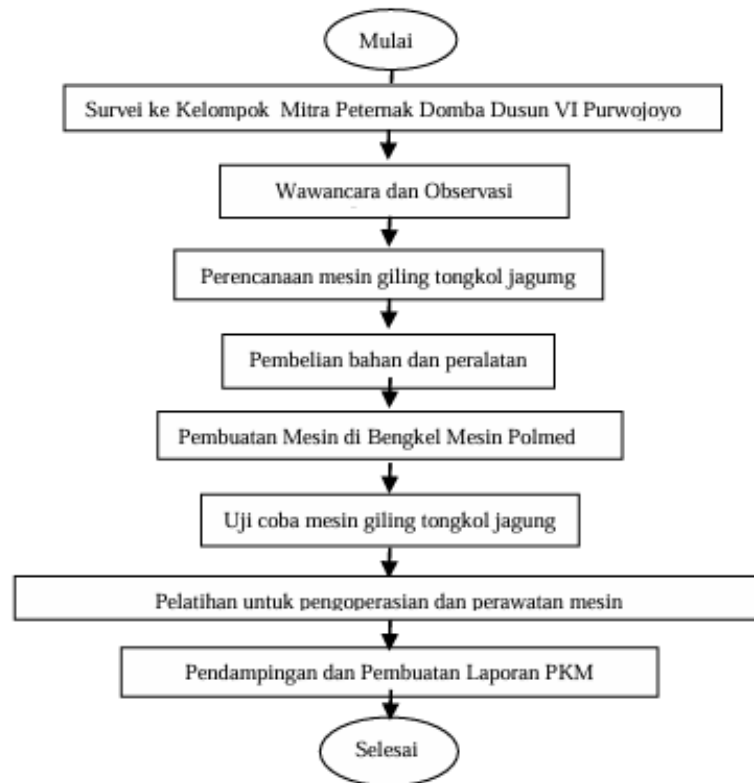 Mulai
Survei ke Kelompok Mitra Peternak Domba Dusun VI Purwojoyo
Wawancara dan Observasi
Perencanaan mesin giling tongkol jagumg
Pembelian bahan dan peralatan
Pembuatan Mesin di Bengkel Mesin Polmed
Uji coba mesin giling tongkol jagung
Pelatihan untuk pengoperasian dan perawatan mesin
Pendampingan dan Pembuatan Laporan PKM
Selesai